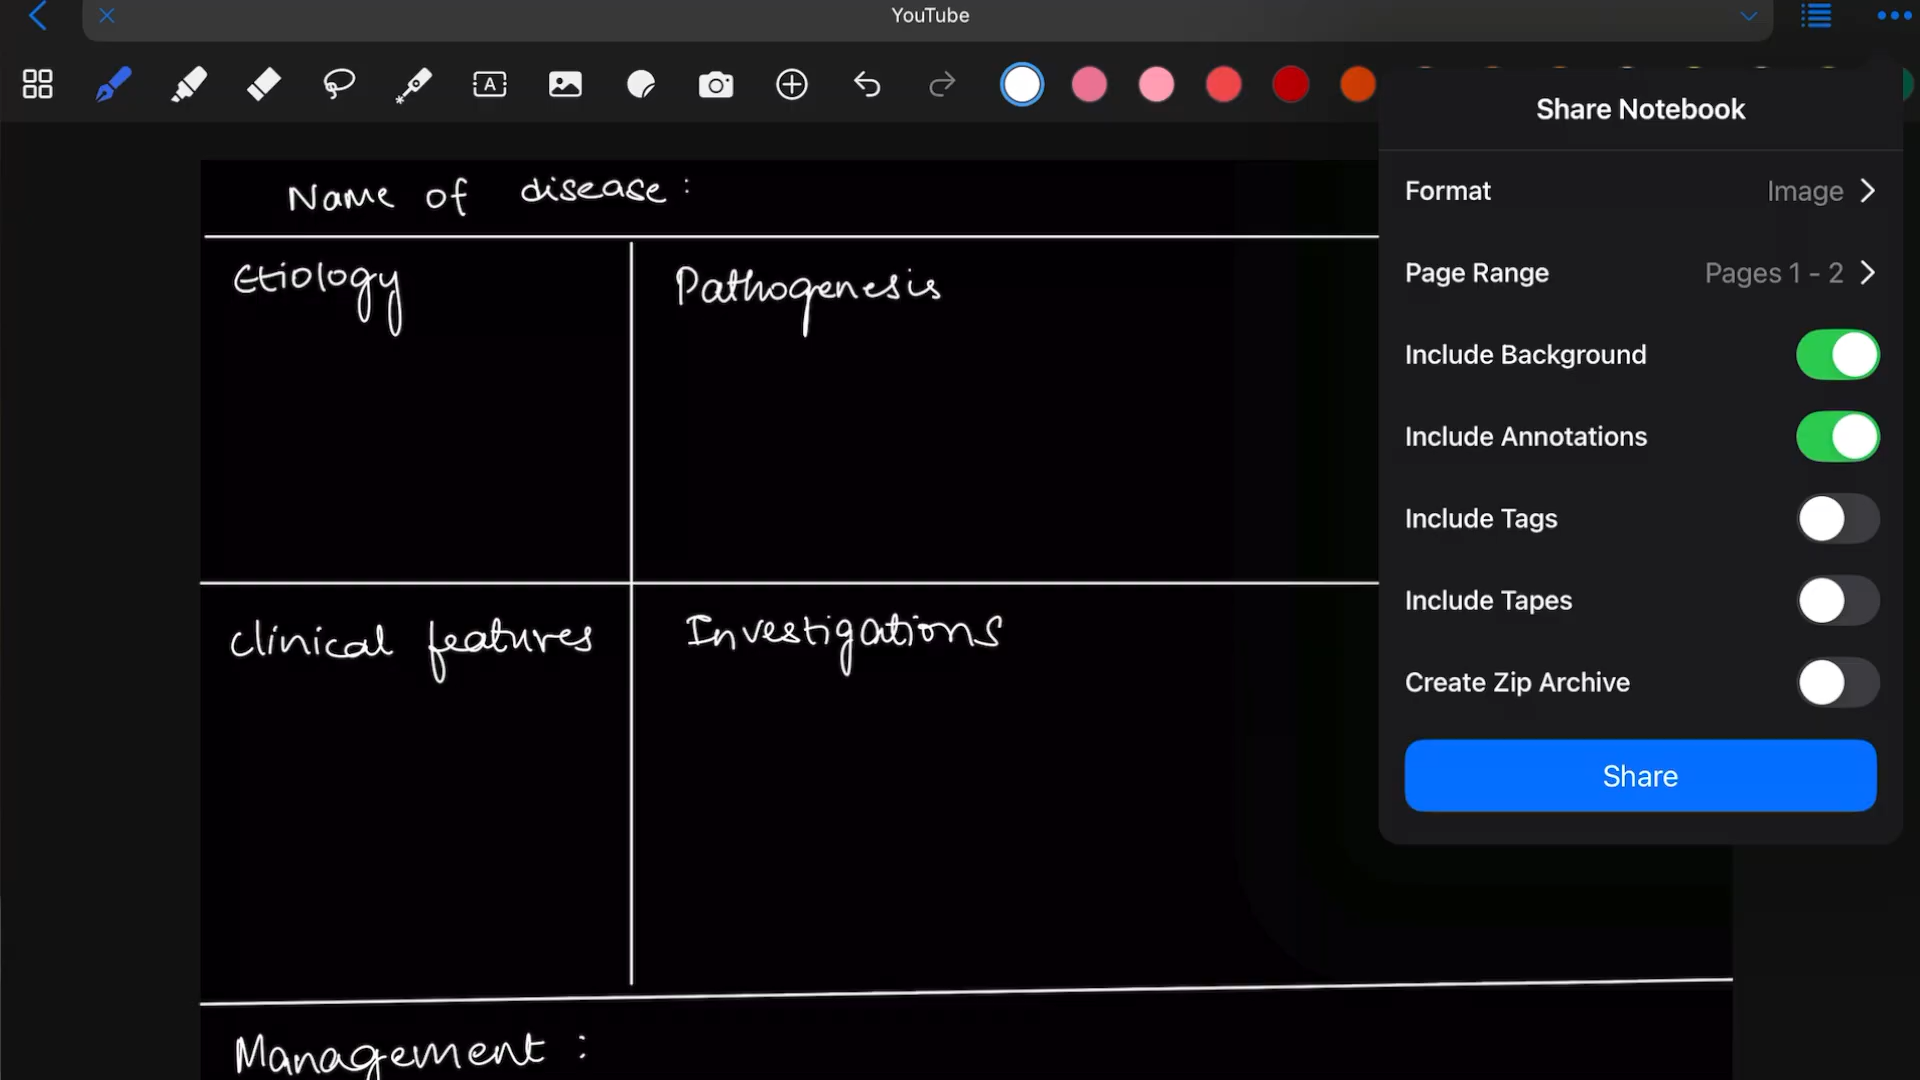 YouTube
A
Share Notebook
Format Image
Page Range Pages 1 - 2
Include Background
Include Annotations
Include Tags
Include Tapes
Create Zip Archive
Share
Name of disease :
Etiology
Pathogenesis
clinical features
Investigations
Management :